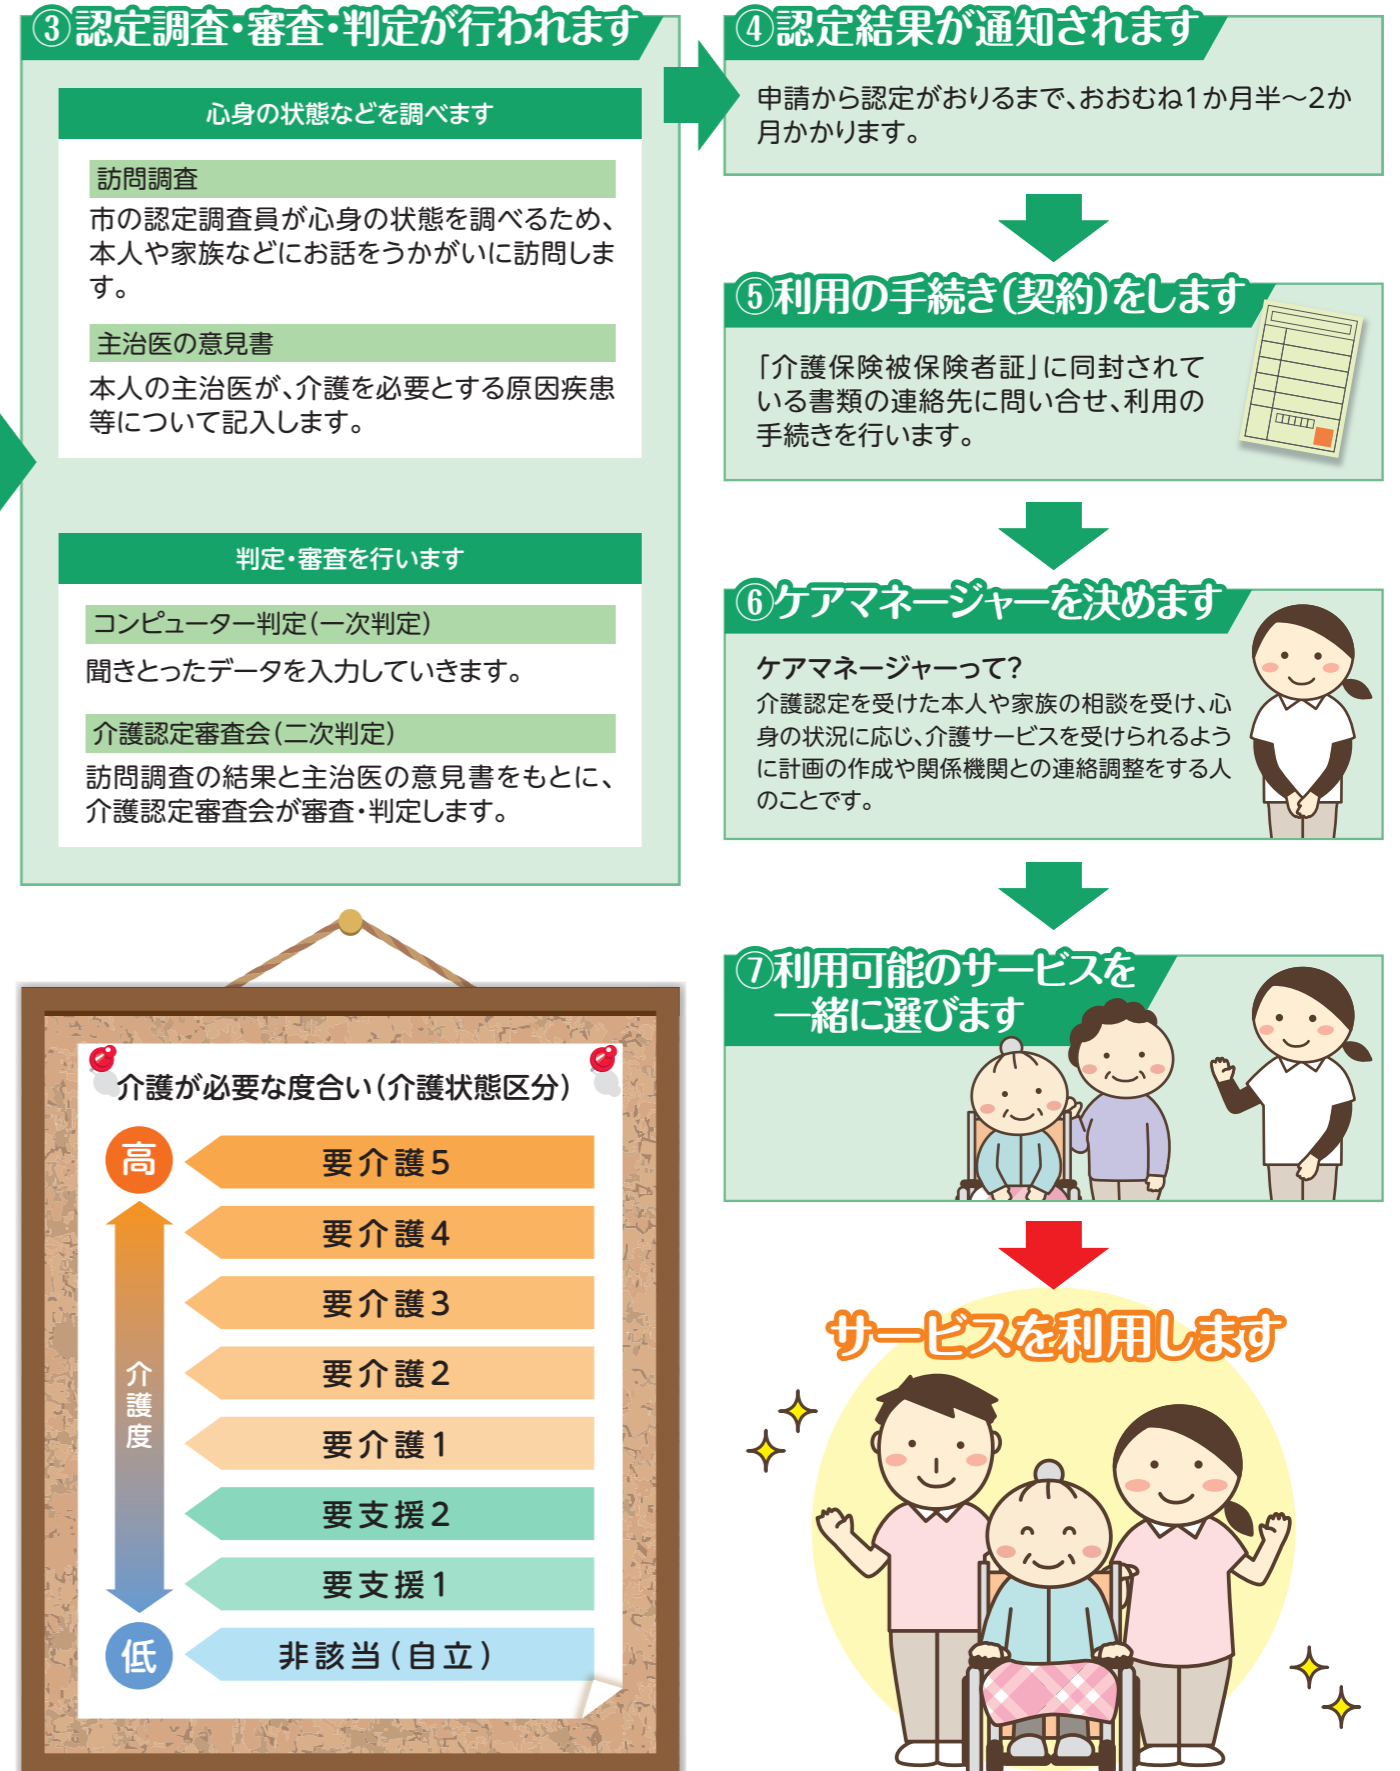 ③認定調査・審査・判定が行われます
心身の状態などを調べます
訪問調査
市の認定調査員が心身の状態を調べるため、
本人や家族などにお話をうかがいに訪問しま
す。
主治医の意見書
本人の主治医が、介護を必要とする原因疾患
等について記入します。
判定・審査を行います
コンピューター判定(一次判定)
聞きとったデータを入力していきます。
介護認定審査会(二次判定)
訪問調査の結果と主治医の意見書をもとに、
介護認定審査会が審査・判定します。
介護が必要な度合い(介護状態区分)
高
要介護5
要介護4
要介護3
要介護2
要介護1
要支援2
要支援1
非該当(自立)
介護度
低
④認定結果が通知されます
申請から認定がおりるまで、おおむね1か月半〜2か
月かかります。
⑤利用の手続き(契約)をします
「介護保険被保険者証」に同封されて
いる書類の連絡先に問い合せ、利用の
手続きを行います。
⑥ケアマネージャーを決めます
ケアマネージャーって?
介護認定を受けた本人や家族の相談を受け、心
身の状況に応じ、介護サービスを受けられるよう
に計画の作成や関係機関との連絡調整をする人
のことです。
⑦利用可能のサービスを
一緒に選びます
サービスを利用します